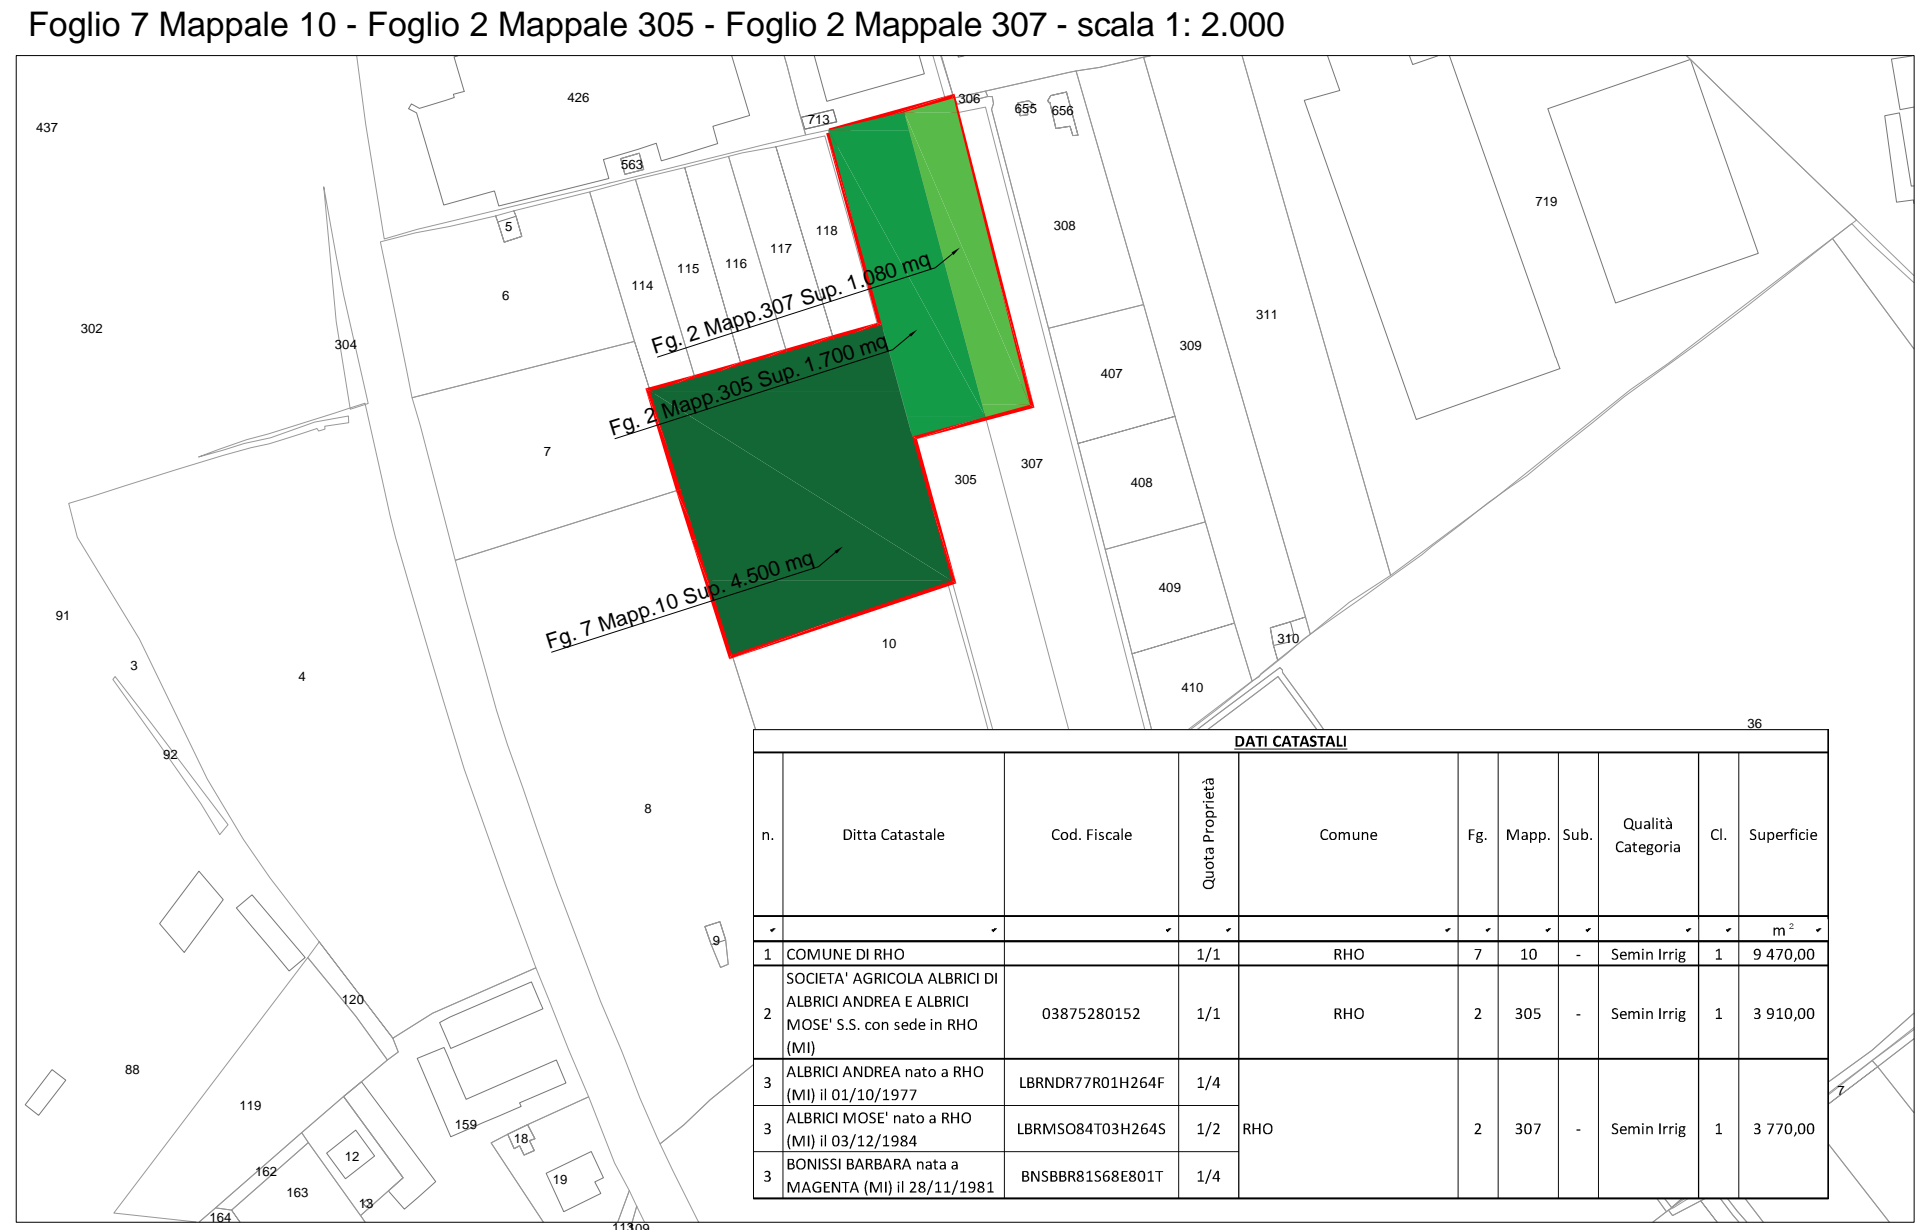 Foglio 7 Mappale 10 - Foglio 2 Mappale 305 - Foglio 2 Mappale 307 - scala 1: 2.000
437
426
713
306
655
656
563
719
5
118
308
117
116
115
114
6
302
304
311
309
407
Fg. 2 Mapp.307 Sup. 1.080 mq
Fg. 2 Mapp.305 Sup. 1.700 mq
7
305
307
408
409
Fg. 7 Mapp.10 Sup. 4.500 mq
91
3
4
10
310
410
36
92
8
9
120
88
119
159
18
12
19
162
163
13
164
113
109
7
DATI CATASTALI
n. Ditta Catastale Cod. Fiscale Quota Proprietà Comune Fg. Mapp. Sub. Qualità Categoria Cl. Superficie
m²
1 COMUNE DI RHO 1/1 RHO 7 10 - Semin Irrig 1 9 470,00
SOCIETA' AGRICOLA ALBRICI DI
ALBRICI ANDREA E ALBRICI
2 MOSE' S.S. con sede in RHO 03875280152 1/1 RHO 2 305 - Semin Irrig 1 3 910,00
(MI)
3 ALBRICI ANDREA nato a RHO LBRNDR77R01H264F 1/4
(MI) il 01/10/1977
3 ALBRICI MOSE' nato a RHO LBRMSO84T03H264S 1/2 RHO 2 307 - Semin Irrig 1 3 770,00
(MI) il 03/12/1984
3 BONISSI BARBARA nata a BNSBBR81S68E801T 1/4
MAGENTA (MI) il 28/11/1981